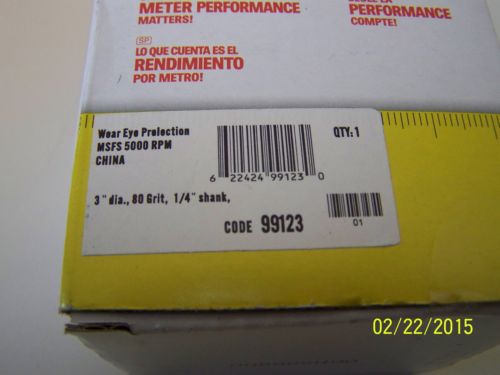 METER PERFORMANCE
MATTERS!
SP
LO QUE CUENTA ES EL
RENDIMIENTO
POR METRO!
PERFORMANCE
COMPTE!
Wear Eye Protection
MSFS 5000 RPM
CHINA
QTY: 1
6 22424 99123 0
3" dia., 80 Grit, 1/4" shank,
CODE 99123
01
02/22/2015